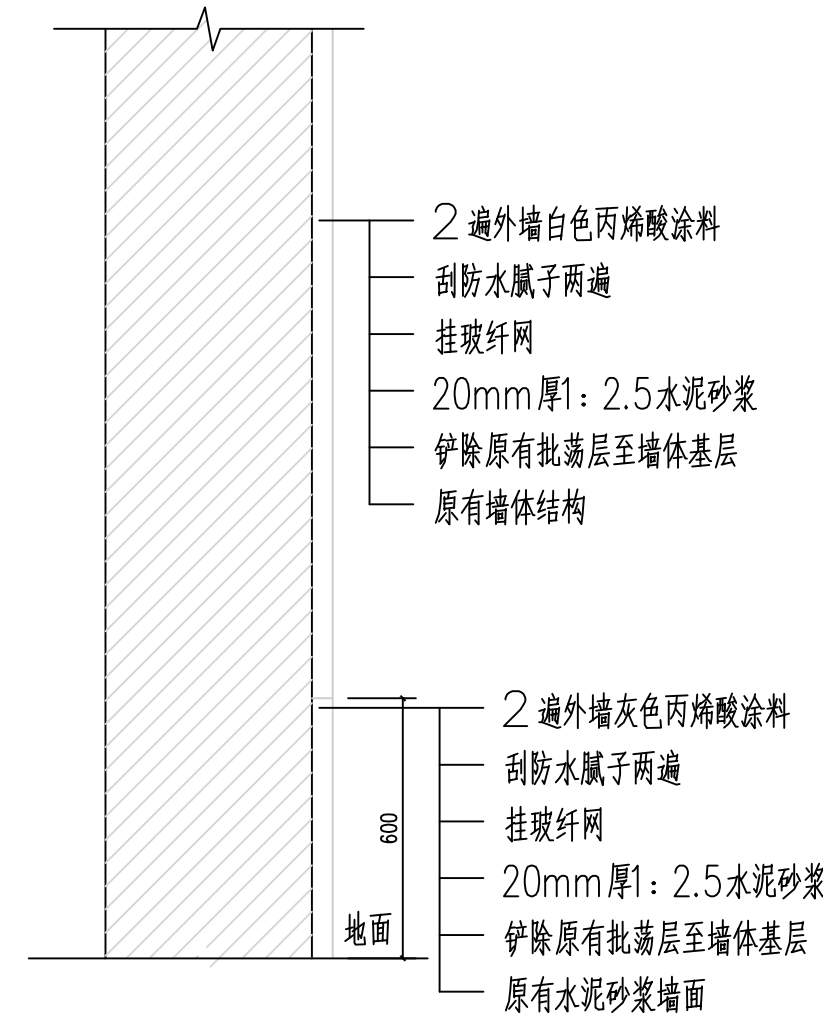 2 遍外墙白色丙烯酸涂料
刮防水腻子两遍
挂玻纤网
20mm厚1：2.5水泥砂浆
铲除原有批荡层至墙体基层
原有墙体结构
2 遍外墙灰色丙烯酸涂料
刮防水腻子两遍
挂玻纤网
600
20mm厚1：2.5水泥砂浆
地面
铲除原有批荡层至墙体基层
原有水泥砂浆墙面